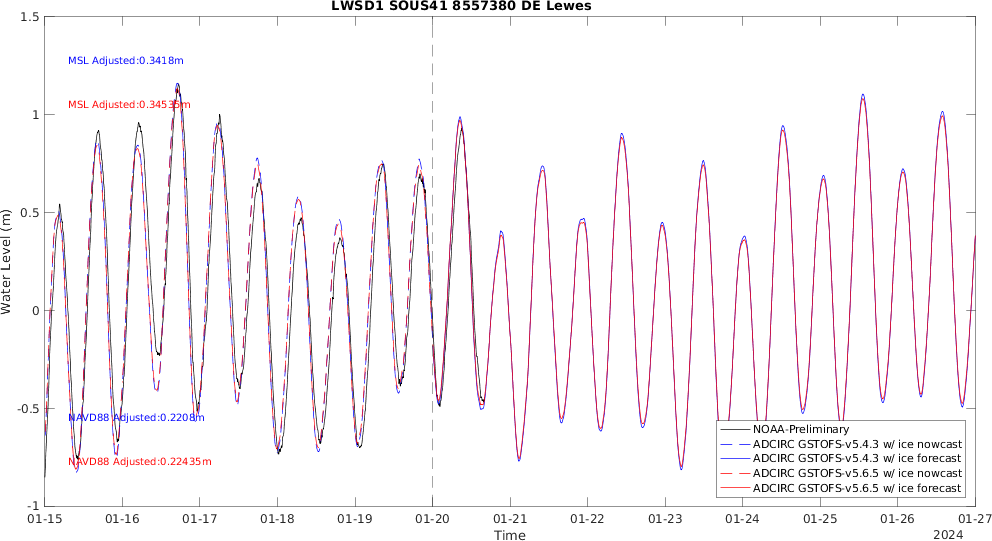 LWSD1 SOUS41 8557380 DE Lewes
1.5
1
0.5
0
-0.5
-1
Water Level (m)
MSL Adjusted:0.3418m
MSL Adjusted:0.34535m
NAVD88 Adjusted:0.2208m
NAVD88 Adjusted:0.22435m
NOAA-Preliminary
ADCIRC GSTOFS-v5.4.3 w/ ice nowcast
ADCIRC GSTOFS-v5.4.3 w/ ice forecast
ADCIRC GSTOFS-v5.6.5 w/ ice nowcast
ADCIRC GSTOFS-v5.6.5 w/ ice forecast
01-15 01-16 01-17 01-18 01-19 01-20 01-21 01-22 01-23 01-24 01-25 01-26 01-27
Time
2024